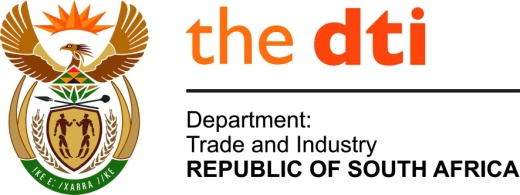 the dti
Department:
Trade and Industry
REPUBLIC OF SOUTH AFRICA
!KE E: /XARRA //KE